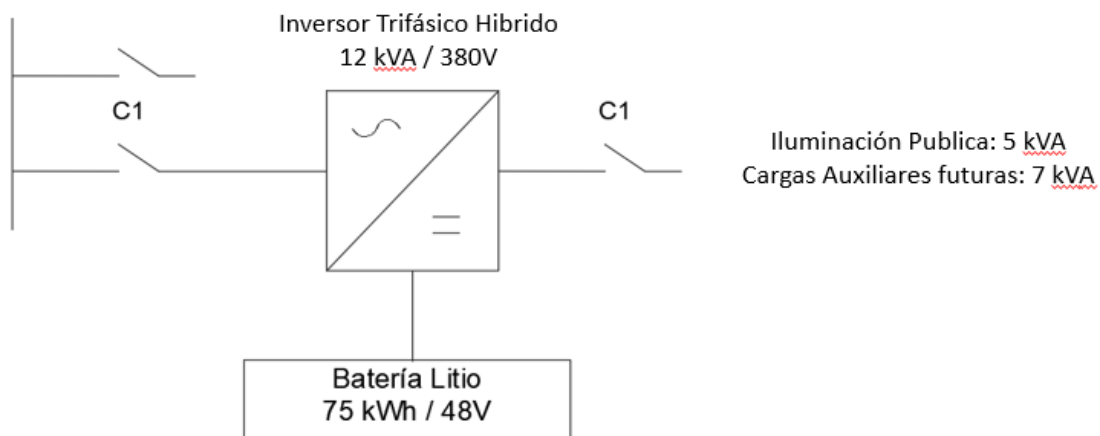 Inversor Trifásico Hibrido
12 kVA / 380V
C1
C1
Iluminación Publica: 5 kVA
Cargas Auxiliares futuras: 7 kVA
Batería Litio
75 kWh / 48V